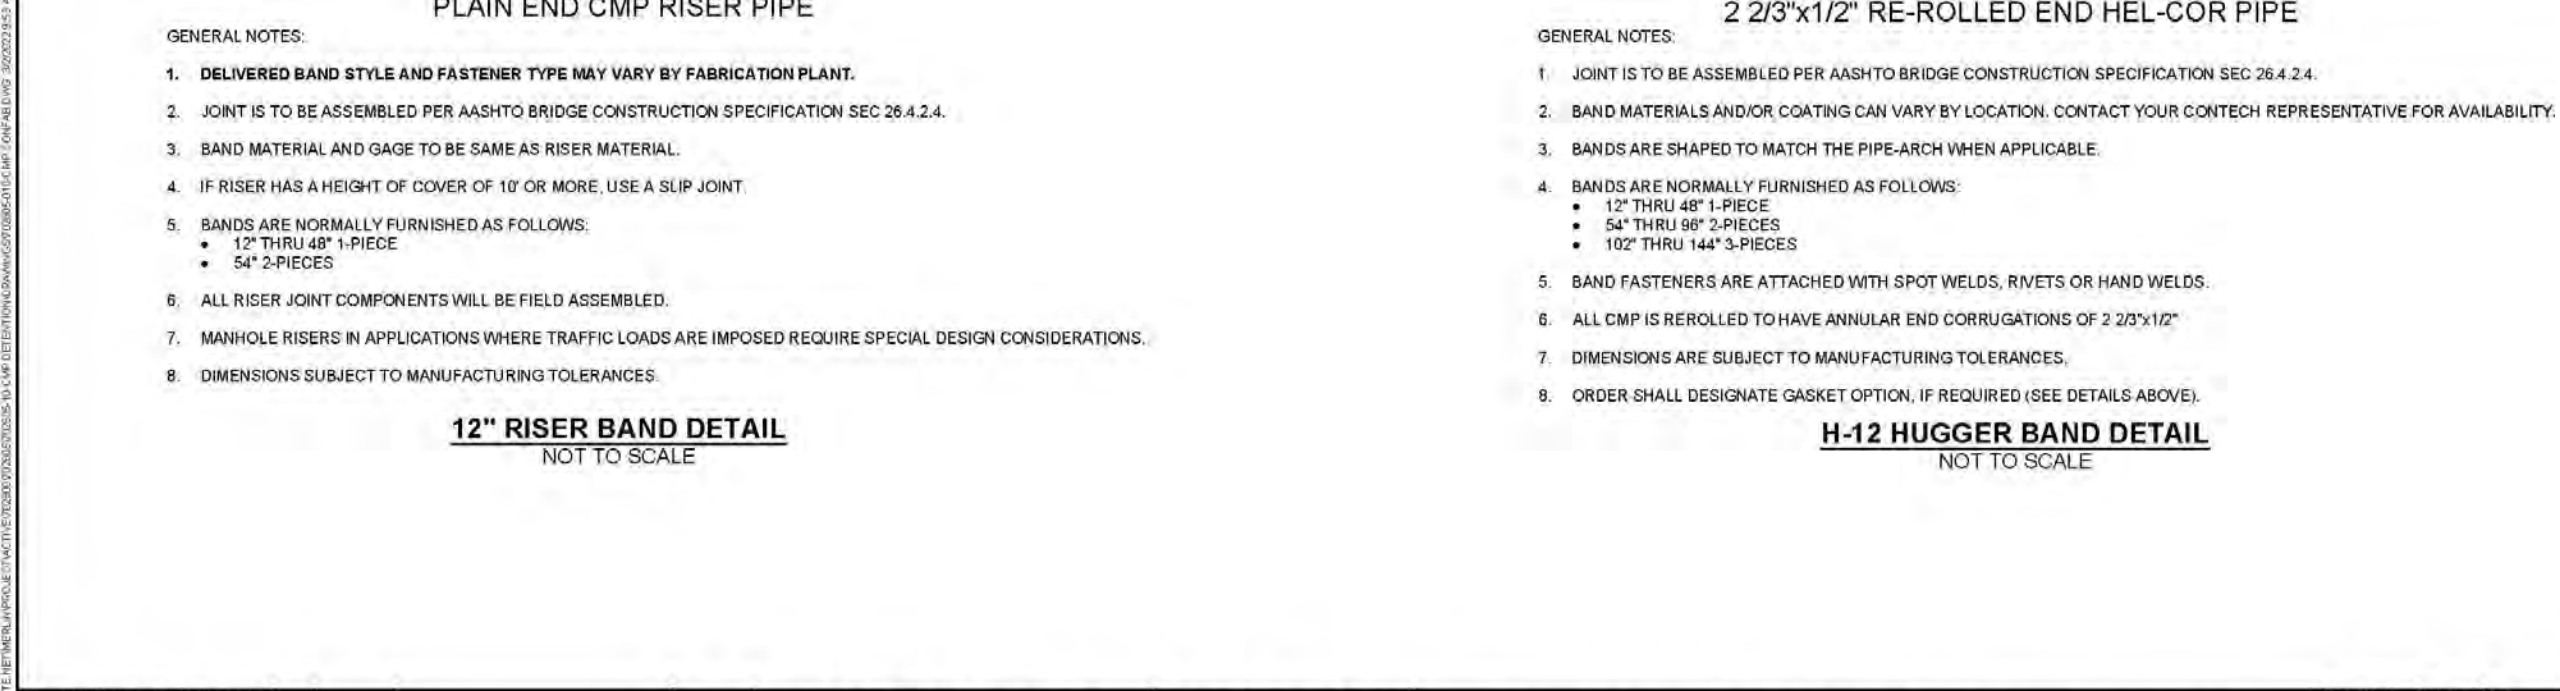 PLAIN END CMP RISER PIPE
GENERAL NOTES:
1. DELIVERED BAND STYLE AND FASTENER TYPE MAY VARY BY FABRICATION PLANT.
2. JOINT IS TO BE ASSEMBLED PER AASHTO BRIDGE CONSTRUCTION SPECIFICATION SEC 26.4.2.4.
3. BAND MATERIAL AND GAGE TO BE SAME AS RISER MATERIAL.
4. IF RISER HAS A HEIGHT OF COVER OF 10' OR MORE, USE A SLIP JOINT.
5. BANDS ARE NORMALLY FURNISHED AS FOLLOWS:
• 12" THRU 48" 1-PIECE
• 54" 2-PIECES
6. ALL RISER JOINT COMPONENTS WILL BE FIELD ASSEMBLED.
7. MANHOLE RISERS IN APPLICATIONS WHERE TRAFFIC LOADS ARE IMPOSED REQUIRE SPECIAL DESIGN CONSIDERATIONS.
8. DIMENSIONS SUBJECT TO MANUFACTURING TOLERANCES.
12" RISER BAND DETAIL
NOT TO SCALE
2 2/3"x1/2" RE-ROLLED END HEL-COR PIPE
GENERAL NOTES:
1. JOINT IS TO BE ASSEMBLED PER AASHTO BRIDGE CONSTRUCTION SPECIFICATION SEC 26.4.2.4.
2. BAND MATERIALS AND/OR COATING CAN VARY BY LOCATION. CONTACT YOUR CONTECH REPRESENTATIVE FOR AVAILABILITY.
3. BANDS ARE SHAPED TO MATCH THE PIPE-ARCH WHEN APPLICABLE.
4. BANDS ARE NORMALLY FURNISHED AS FOLLOWS:
• 12" THRU 48" 1-PIECE
• 54" THRU 96" 2-PIECES
• 102" THRU 144" 3-PIECES
5. BAND FASTENERS ARE ATTACHED WITH SPOT WELDS, RIVETS OR HAND WELDS.
6. ALL CMP IS REROLLED TO HAVE ANNULAR END CORRUGATIONS OF 2 2/3"x1/2"
7. DIMENSIONS ARE SUBJECT TO MANUFACTURING TOLERANCES.
8. ORDER SHALL DESIGNATE GASKET OPTION, IF REQUIRED (SEE DETAILS ABOVE).
H-12 HUGGER BAND DETAIL
NOT TO SCALE